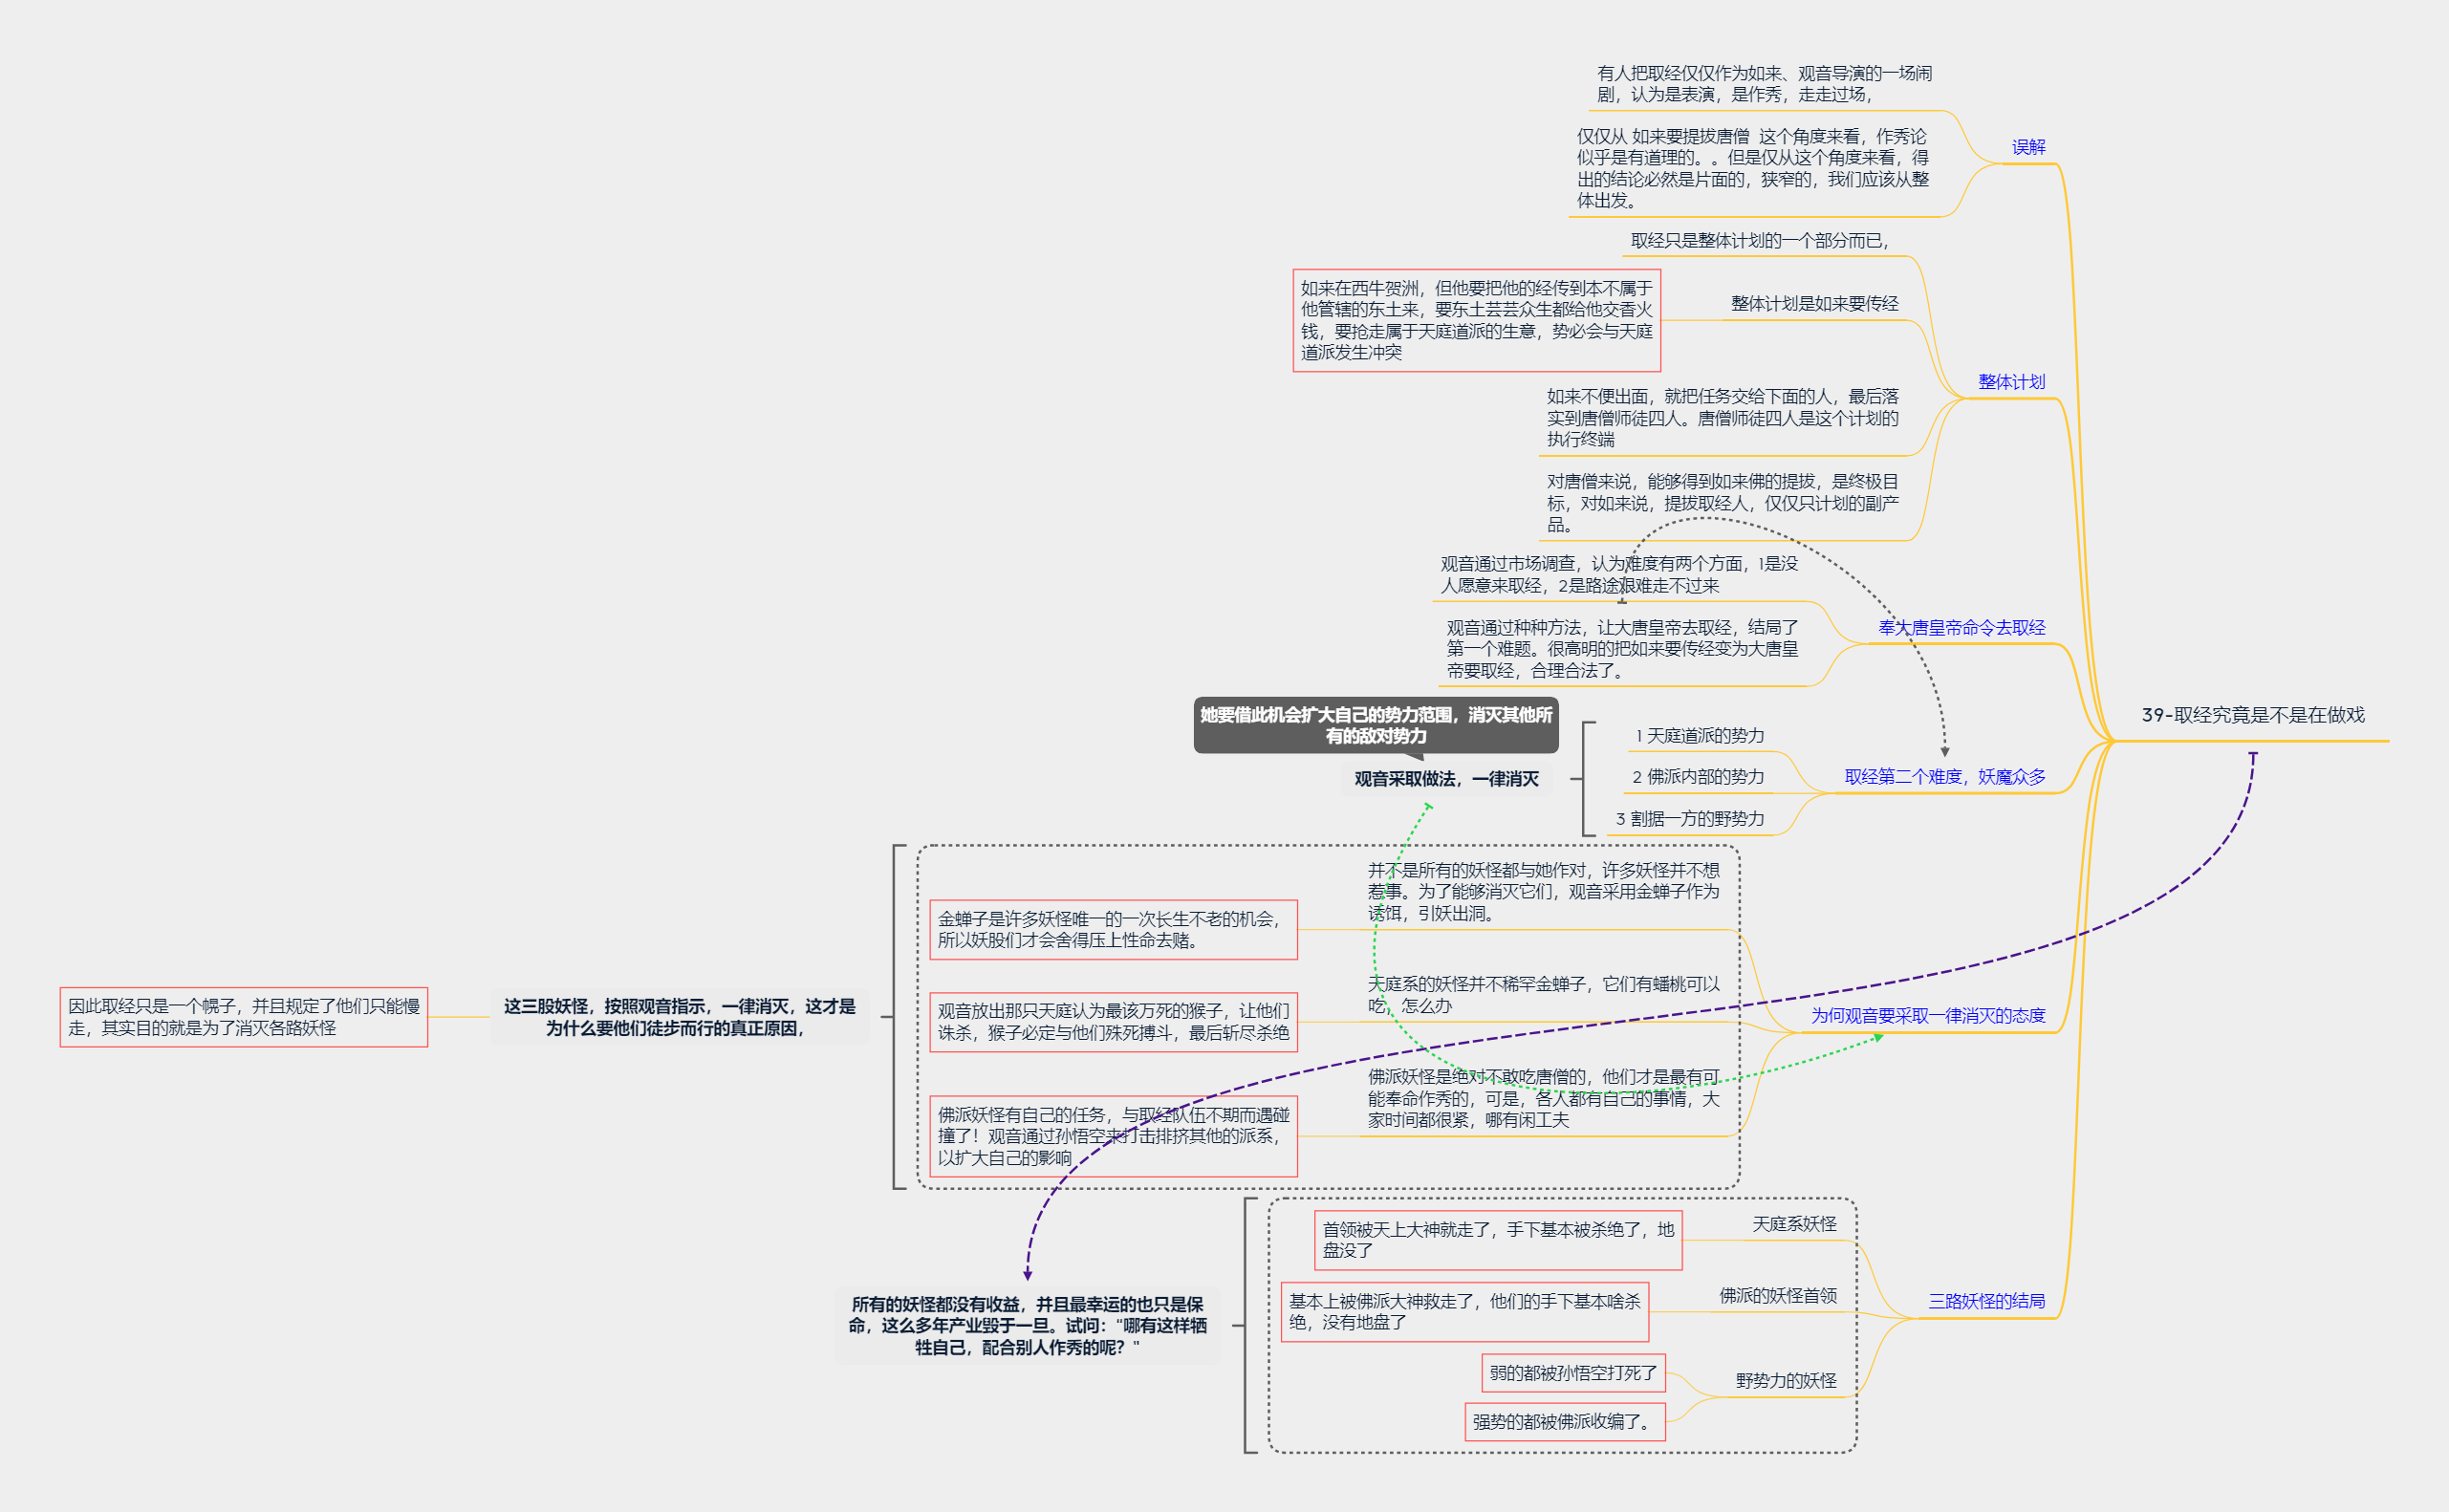 39-取经究竟是不是在做戏
误解
有人把取经仅仅作为如来、观音导演的一场闹
剧，认为是表演，是作秀，走走过场，
仅仅从 如来要提拔唐僧  这个角度来看，作秀论
似乎是有道理的。。但是仅从这个角度来看，得
出的结论必然是片面的，狭窄的，我们应该从整
体出发。
整体计划
取经只是整体计划的一个部分而已，
整体计划是如来要传经
如来在西牛贺洲，但他要把他的经传到本不属于
他管辖的东土来，要东土芸芸众生都给他交香火
钱，要抢走属于天庭道派的生意，势必会与天庭
道派发生冲突
如来不便出面，就把任务交给下面的人，最后落
实到唐僧师徒四人。唐僧师徒四人是这个计划的
执行终端
对唐僧来说，能够得到如来佛的提拔，是终极目
标，对如来说，提拔取经人，仅仅只计划的副产
品。
奉大唐皇帝命令去取经
观音通过市场调查，认为难度有两个方面，1是没
人愿意来取经，2是路途艰难走不过来
观音通过种种方法，让大唐皇帝去取经，结局了
第一个难题。很高明的把如来要传经变为大唐皇
帝要取经，合理合法了。
取经第二个难度，妖魔众多
1 天庭道派的势力
2 佛派内部的势力
3 割据一方的野势力
她要借此机会扩大自己的势力范围，消灭其他所
有的敌对势力
观音采取做法，一律消灭
为何观音要采取一律消灭的态度
并不是所有的妖怪都与她作对，许多妖怪并不想
惹事。为了能够消灭它们，观音采用金蝉子作为
诱饵，引妖出洞。
金蝉子是许多妖怪唯一的一次长生不老的机会，
所以妖股们才会舍得压上性命去赌。
天庭系的妖怪并不稀罕金蝉子，它们有蟠桃可以
吃，怎么办
观音放出那只天庭认为最该万死的猴子，让他们
诛杀，猴子必定与他们殊死搏斗，最后斩尽杀绝
佛派妖怪是绝对不敢吃唐僧的，他们才是最有可
能奉命作秀的，可是，各人都有自己的事情，大
家时间都很紧，哪有闲工夫
佛派妖怪有自己的任务，与取经队伍不期而遇碰
撞了！观音通过孙悟空来打击排挤其他的派系，
以扩大自己的影响
这三股妖怪，按照观音指示，一律消灭，这才是
为什么要他们徒步而行的真正原因，
因此取经只是一个幌子，并且规定了他们只能慢
走，其实目的就是为了消灭各路妖怪
三路妖怪的结局
天庭系妖怪
首领被天上大神就走了，手下基本被杀绝了，地
盘没了
佛派的妖怪首领
基本上被佛派大神救走了，他们的手下基本啥杀
绝，没有地盘了
野势力的妖怪
弱的都被孙悟空打死了
强势的都被佛派收编了。
所有的妖怪都没有收益，并且最幸运的也只是保
命，这么多年产业毁于一旦。试问："哪有这样牺
牲自己，配合别人作秀的呢？"